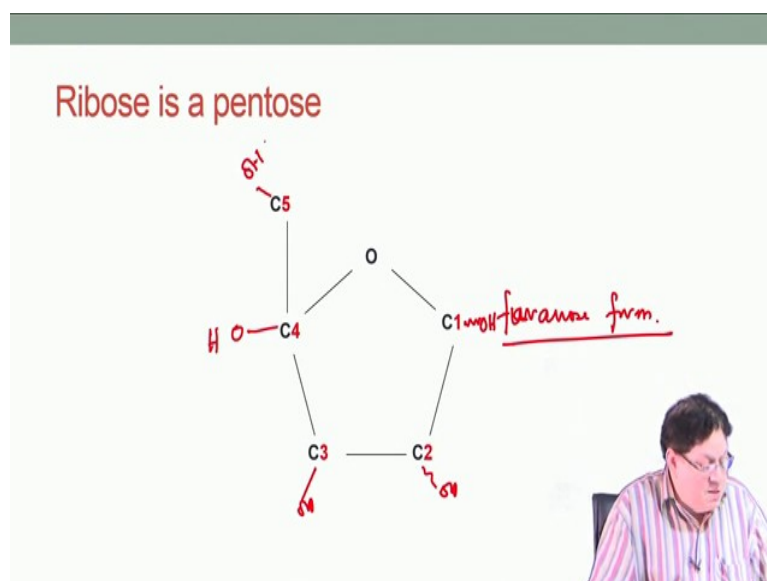 Ribose is a pentose
OH
C5
O
C1 OH furanose form.
H O C4
C3 C2
OH OH